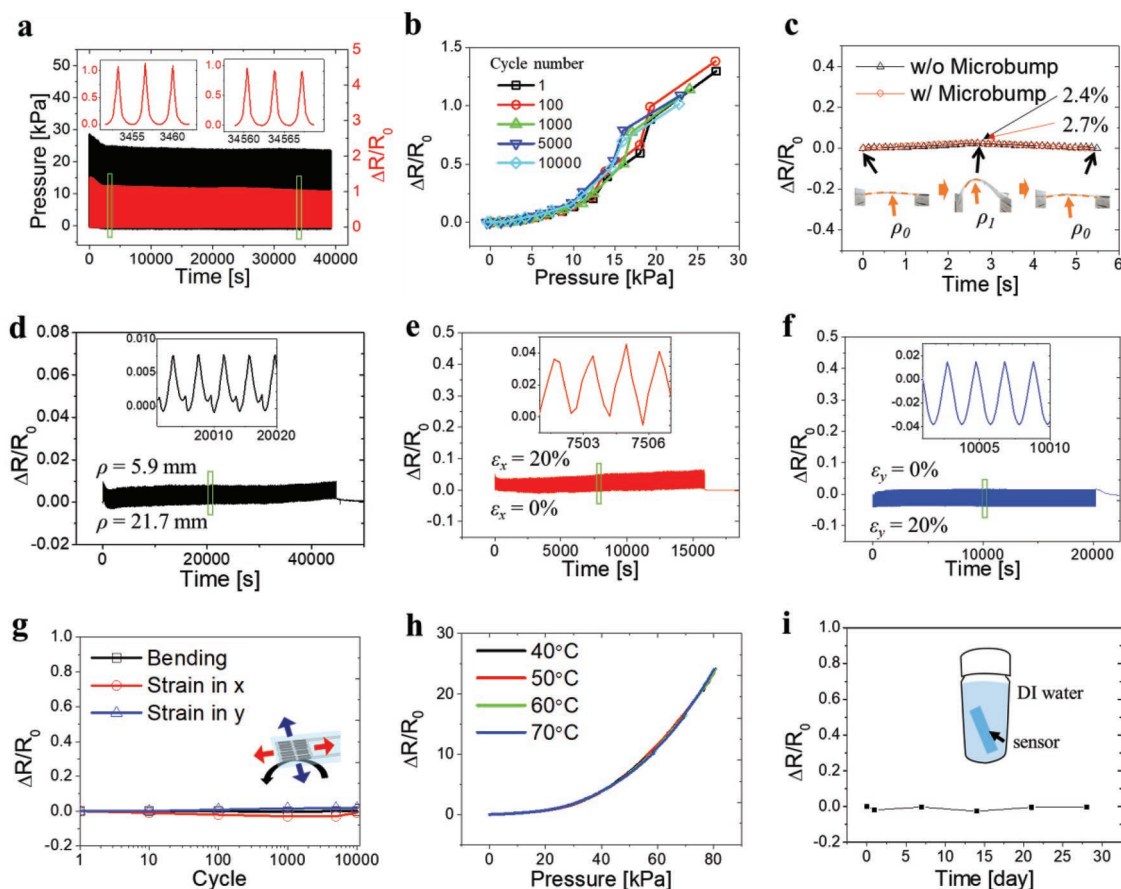 a
50
40
30
20
10
0
Pressure [kPa]
5
4
3
2
1
0
ΔR/R0
1.0
0.5
0.0
3455 3460
1.0
0.5
0.0
34560 34565
0 10000 20000 30000 40000
Time [s]
b
1.5
1.0
0.5
0.0
ΔR/R0
Cycle number
1
100
1000
5000
10000
0 5 10 15 20 25 30
Pressure [kPa]
c
0.4
0.2
0.0
-0.2
-0.4
ΔR/R0
w/o Microbump
w/ Microbump
2.4%
2.7%
ρ0
ρ1
ρ0
0 1 2 3 4 5 6
Time [s]
d
0.08
0.06
0.04
0.02
0.00
-0.02
ΔR/R0
0.010
0.005
0.000
20010 20020
ρ = 5.9 mm
ρ = 21.7 mm
0 20000 40000
Time [s]
e
0.5
0.4
0.3
0.2
0.1
0.0
-0.1
ΔR/R0
0.04
0.02
0.00
7503 7506
εx = 20%
εx = 0%
0 5000 10000 15000
Time [s]
f
0.5
0.4
0.3
0.2
0.1
0.0
-0.1
ΔR/R0
0.02
0.00
-0.02
-0.04
10005 10010
εy = 0%
εy = 20%
0 10000 20000
Time [s]
g
1.0
0.8
0.6
0.4
0.2
0.0
-0.2
ΔR/R0
Bending
Strain in x
Strain in y
1 10 100 1000 10000
Cycle
h
30
20
10
0
ΔR/R0
40°C
50°C
60°C
70°C
0 20 40 60 80
Pressure [kPa]
i
1.0
0.8
0.6
0.4
0.2
0.0
-0.2
ΔR/R0
DI water
sensor
0 5 10 15 20 25 30
Time [day]